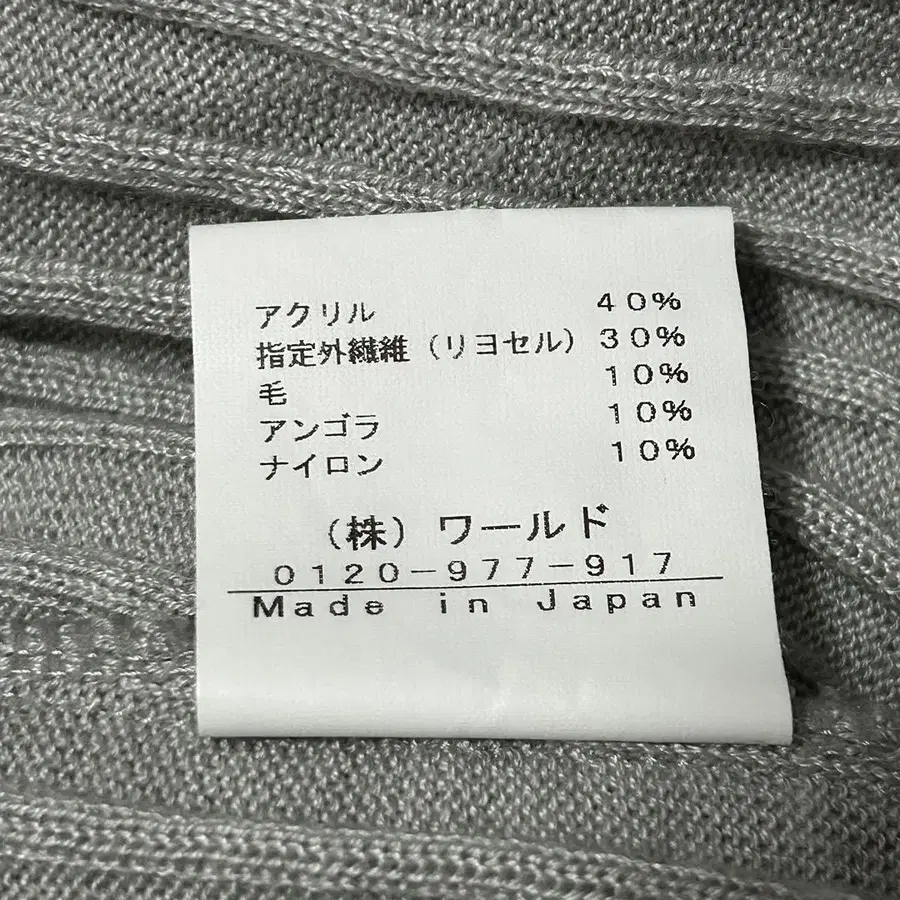 アクリル 40%
指定外繊維（リヨセル） 30%
毛 10%
アンゴラ 10%
ナイロン 10%
（株）ワールド
0120-977-917
Made in Japan